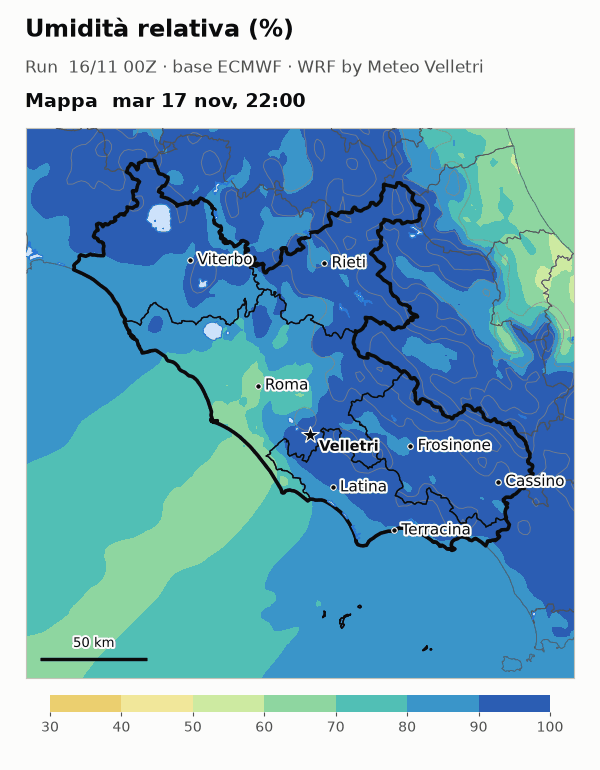 Umidità relativa (%)
Run  16/11 00Z · base ECMWF · WRF by Meteo Velletri
Mappa  mar 17 nov, 22:00
Viterbo
Rieti
Roma
Velletri
Frosinone
Cassino
Latina
Terracina
50 km
30 40 50 60 70 80 90 100